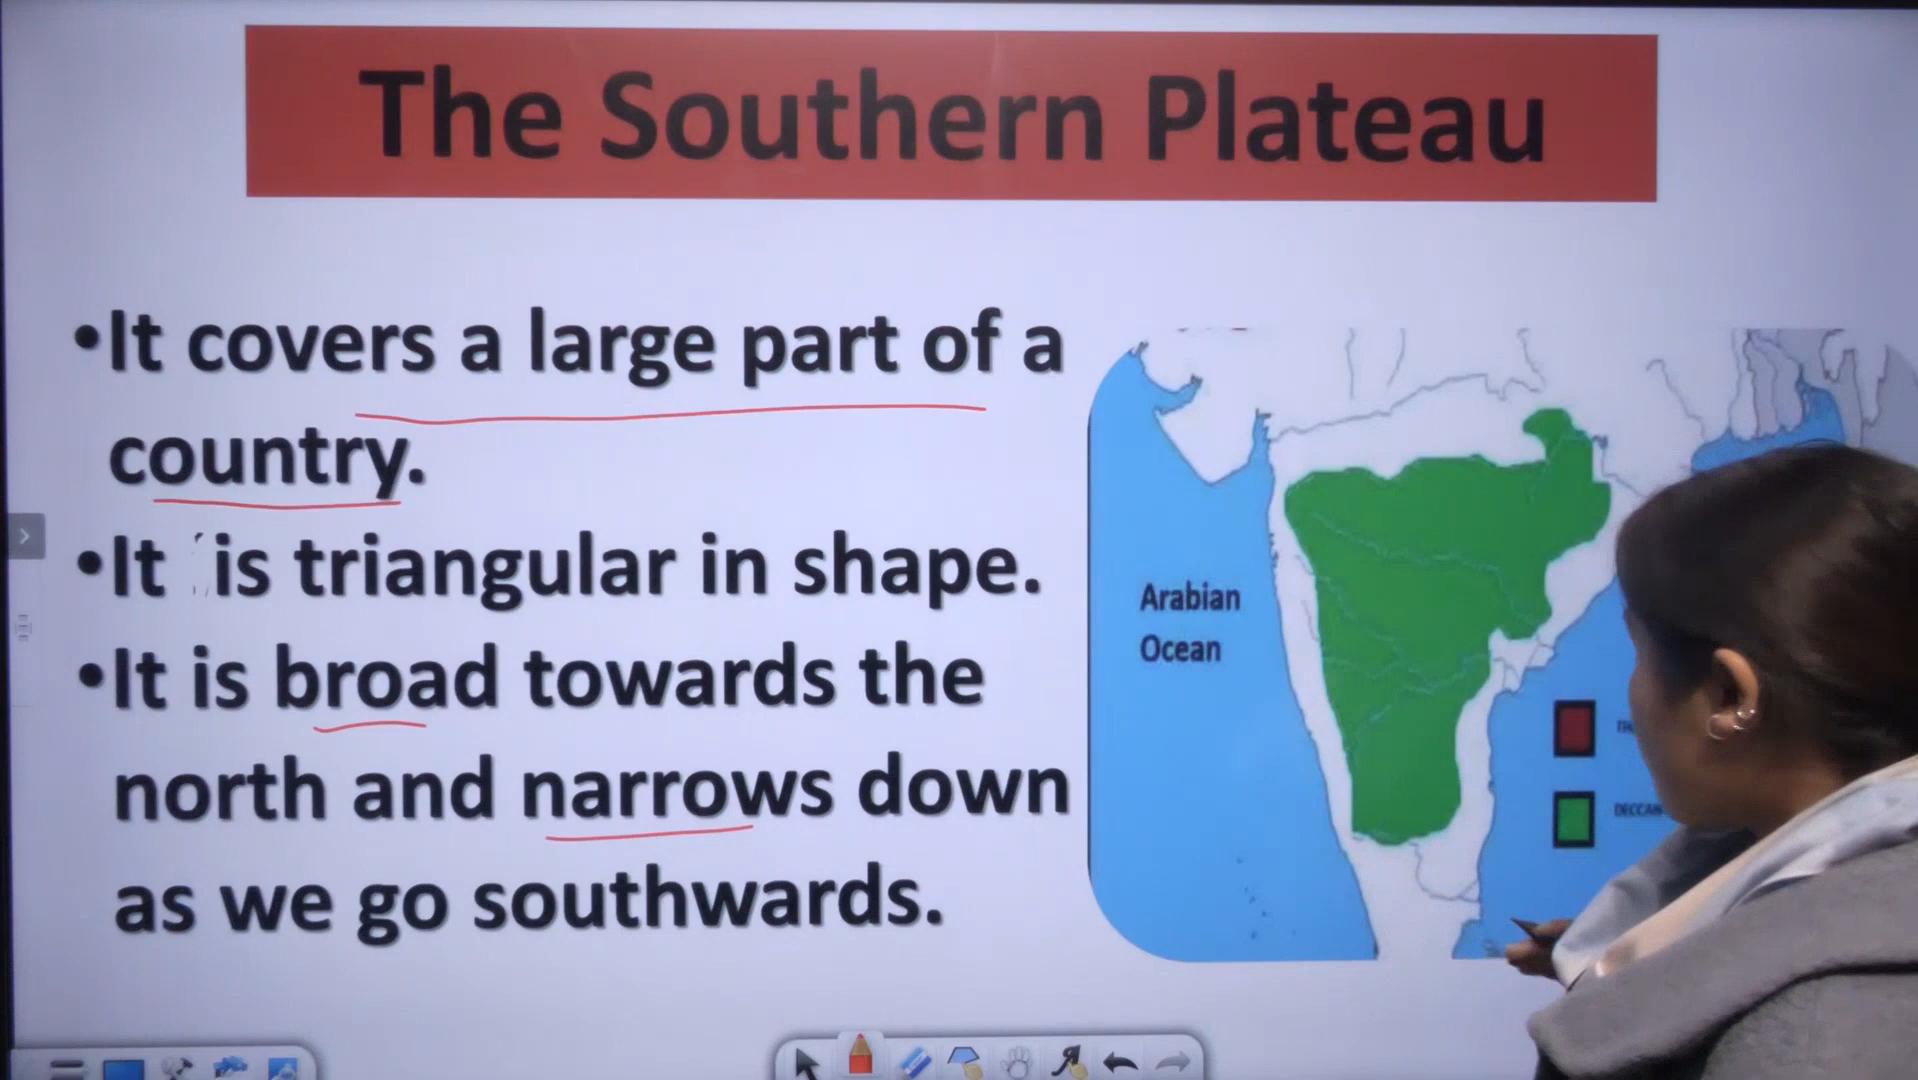 The Southern Plateau
•It covers a large part of a
country.
•It is triangular in shape.
•It is broad towards the
north and narrows down
as we go southwards.
Arabian
Ocean
DECCAN